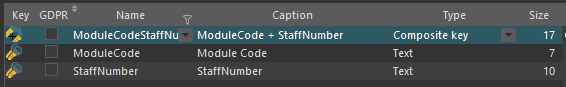 Key GDPR Name Caption Type Size
ModuleCodeStaffNu ModuleCode + StaffNumber Composite key 17
ModuleCode Module Code Text 7
StaffNumber StaffNumber Text 10